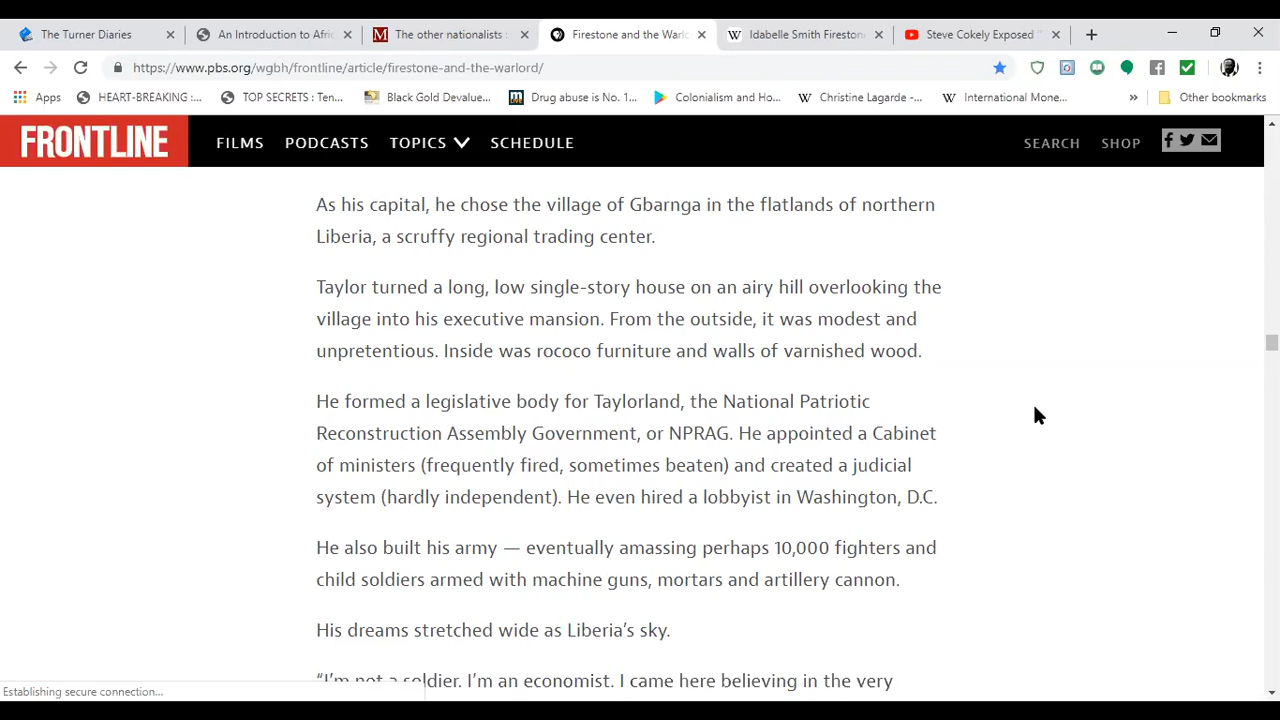 The Turner Diaries
An Introduction to Afric
The other nationalists :
Firestone and the Warlo
Idabelle Smith Firestone
Steve Cokely Exposed "
https://www.pbs.org/wgbh/frontline/article/firestone-and-the-warlord/
Apps
HEART-BREAKING :...
TOP SECRETS : Ten...
Black Gold Devalue...
Drug abuse is No. 1...
Colonialism and Ho...
Christine Lagarde -...
International Mone...
»
Other bookmarks
FRONTLINE
FILMS
PODCASTS
TOPICS
SCHEDULE
SEARCH
SHOP
As his capital, he chose the village of Gbarnga in the flatlands of northern
Liberia, a scruffy regional trading center.
Taylor turned a long, low single-story house on an airy hill overlooking the
village into his executive mansion. From the outside, it was modest and
unpretentious. Inside was rococo furniture and walls of varnished wood.
He formed a legislative body for Taylorland, the National Patriotic
Reconstruction Assembly Government, or NPRAG. He appointed a Cabinet
of ministers (frequently fired, sometimes beaten) and created a judicial
system (hardly independent). He even hired a lobbyist in Washington, D.C.
He also built his army — eventually amassing perhaps 10,000 fighters and
child soldiers armed with machine guns, mortars and artillery cannon.
His dreams stretched wide as Liberia's sky.
"I'm not a soldier. I'm an economist. I came here believing in the very
Establishing secure connection...